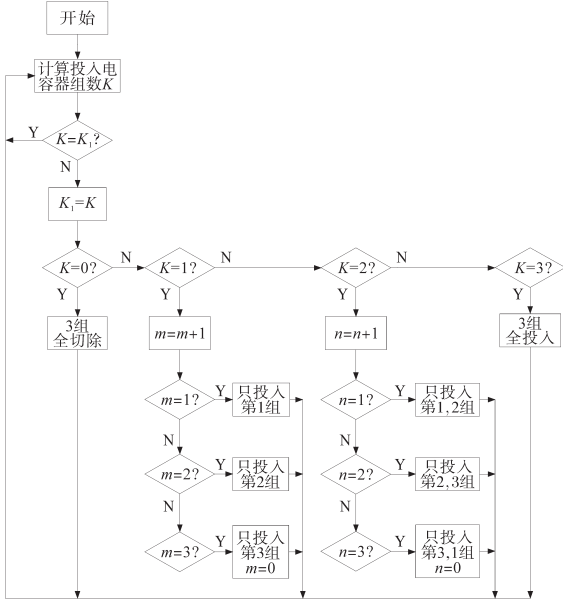 开始
计算投入电
容器组数K
Y
K=K₁?
N
K₁=K
K=0?
N
K=1?
N
K=2?
N
K=3?
Y
Y
Y
Y
3组
全切除
m=m+1
n=n+1
3组
全投入
m=1?
Y
只投入
第1组
n=1?
Y
只投入
第1,2组
N
N
m=2?
Y
只投入
第2组
n=2?
Y
只投入
第2,3组
N
N
m=3?
Y
只投入
第3组
m=0
n=3?
Y
只投入
第3,1组
n=0